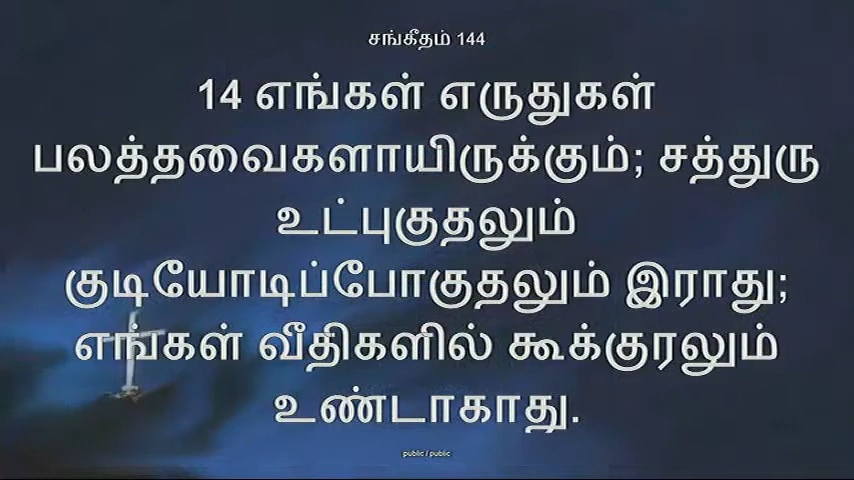 சங்கீதம் 144
14 எங்கள் எருதுகள்
பலத்தவைகளாயிருக்கும்; சத்துரு
உட்புகுதலும்
குடியோடிப்போகுதலும் இராது;
எங்கள் வீதிகளில் கூக்குரலும்
உண்டாகாது.
public / public